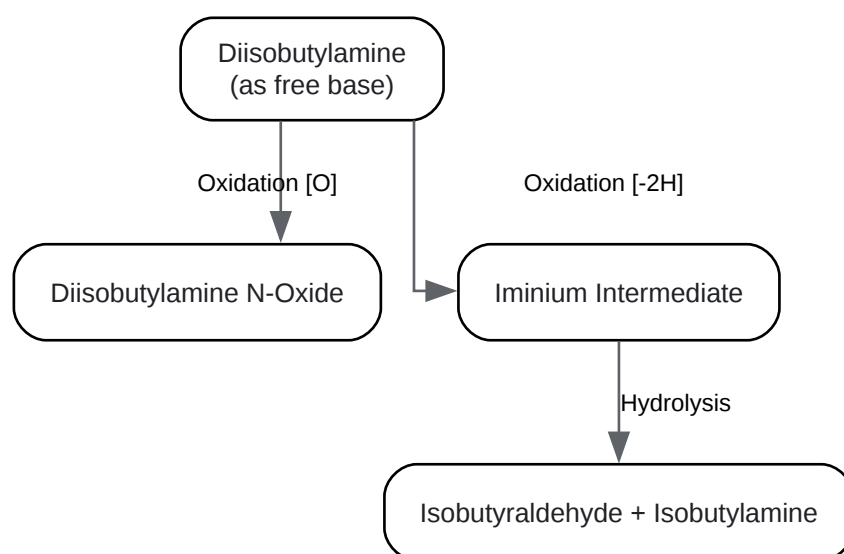 Diisobutylamine
(as free base)
Oxidation [O]
Oxidation [-2H]
Diisobutylamine N-Oxide
Iminium Intermediate
Hydrolysis
Isobutyraldehyde + Isobutylamine